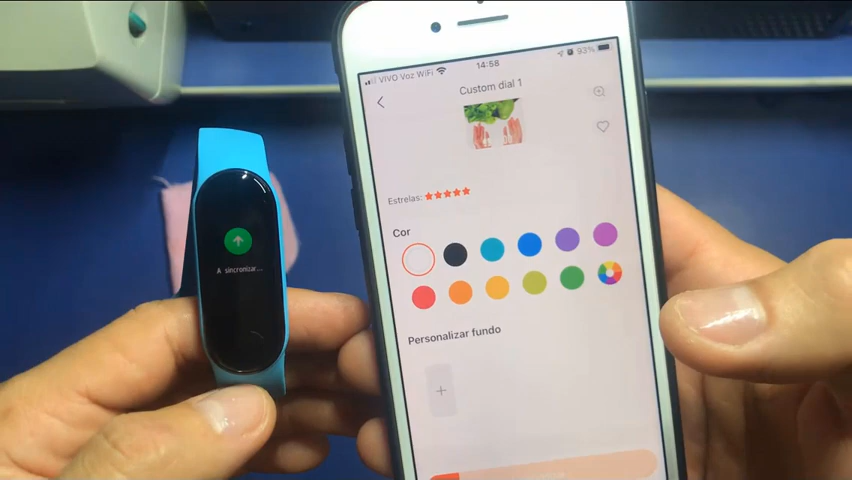 VIVO Voz WiFi
14:58
93%
Custom dial 1
Estrelas:
Cor
A sincronizar...
Personalizar fundo
+